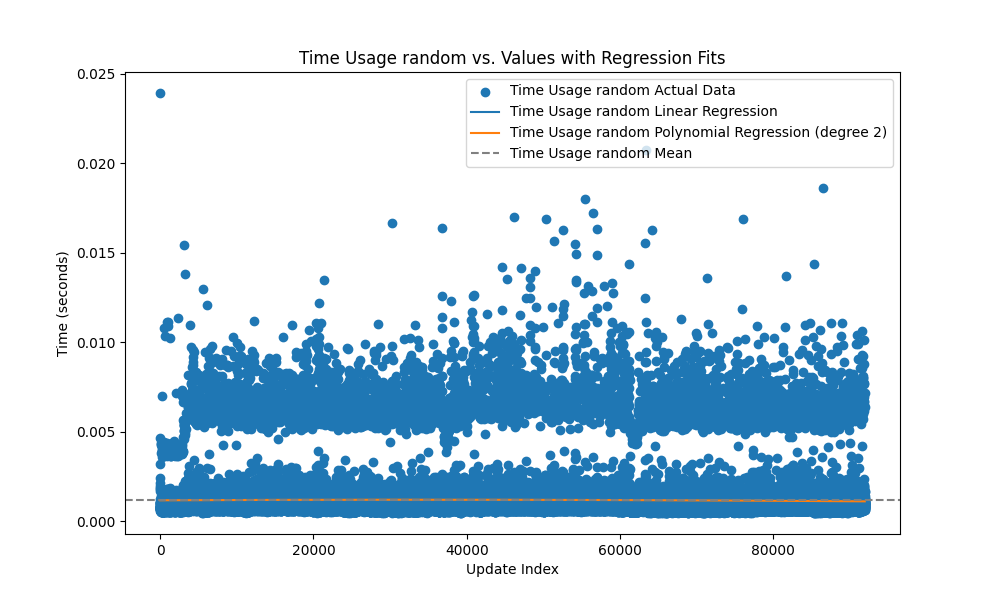 Time Usage random vs. Values with Regression Fits
0.025
0.020
0.015
0.010
0.005
0.000
Time (seconds)
Time Usage random Actual Data
Time Usage random Linear Regression
Time Usage random Polynomial Regression (degree 2)
Time Usage random Mean
0
20000
40000
60000
80000
Update Index